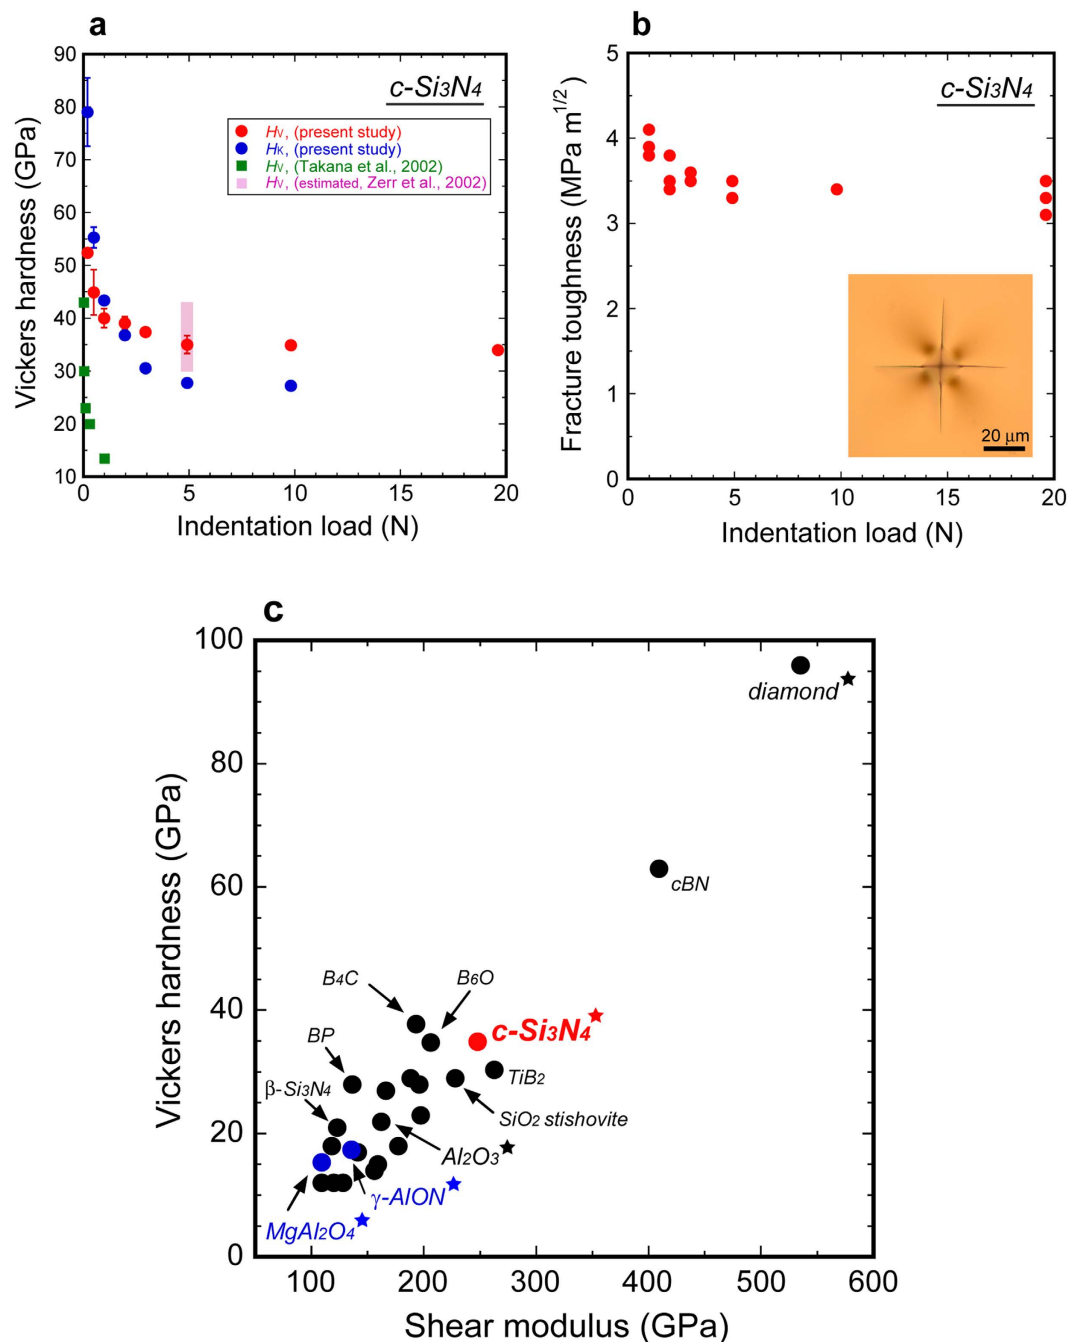 a
c-Si3N4
HV, (present study)
HK, (present study)
HV, (Takana et al., 2002)
HV, (estimated, Zerr et al., 2002)
Vickers hardness (GPa)
90
80
70
60
50
40
30
20
10
0
5
10
15
20
Indentation load (N)
b
c-Si3N4
Fracture toughness (MPa m1/2)
5
4
3
2
1
0
20 μm
0
5
10
15
20
Indentation load (N)
c
Vickers hardness (GPa)
100
80
60
40
20
0
diamond★
cBN
B4C
B6O
c-Si3N4★
BP
TiB2
β-Si3N4
SiO2 stishovite
Al2O3★
γ-AlON★
MgAl2O4★
100
200
300
400
500
600
Shear modulus (GPa)